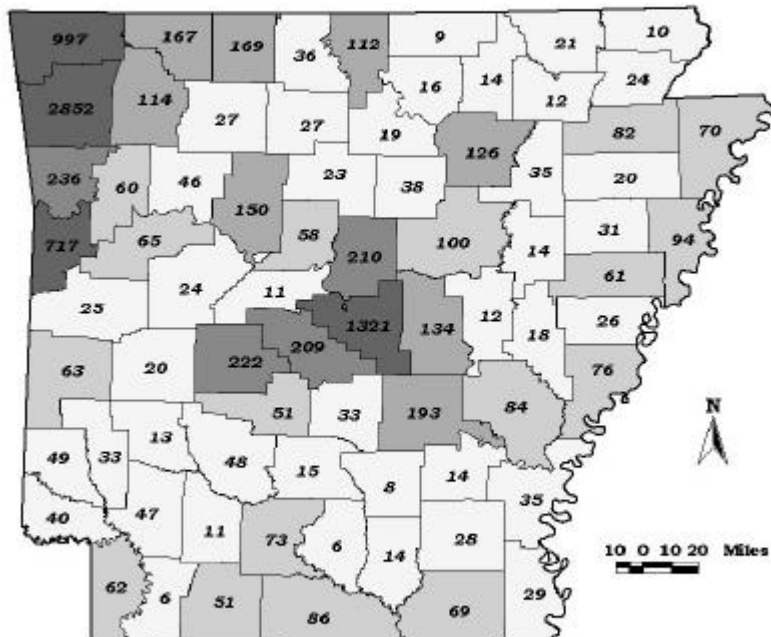 997 167 169 36 112 9 21 10
2852 114 27 27 19 16 14 12 24
236 60 46 150 23 38 126 35 82 70
20
717 65 58 210 100 14 31 94
25 24 11 1321 134 12 18 61
26
63 20 222 209 76
51 33 193 84
49 33 13 48 15 8 14
35
40 47 11 73 6 14 28
62 6 51 86 69 29
N
10 0 10 20 Miles